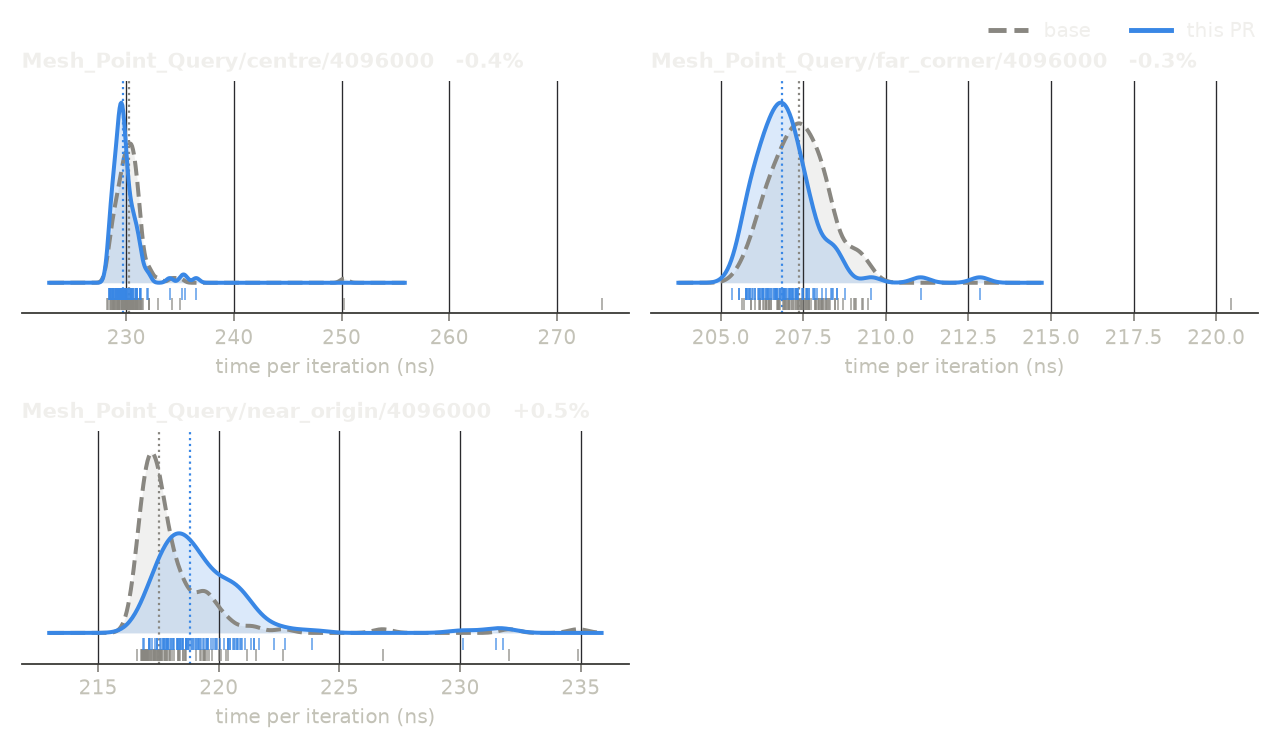 base this PR
Mesh_Point_Query/centre/4096000 -0.4%
230 240 250 260 270
time per iteration (ns)
Mesh_Point_Query/far_corner/4096000 -0.3%
205.0 207.5 210.0 212.5 215.0 217.5 220.0
time per iteration (ns)
Mesh_Point_Query/near_origin/4096000 +0.5%
215 220 225 230 235
time per iteration (ns)